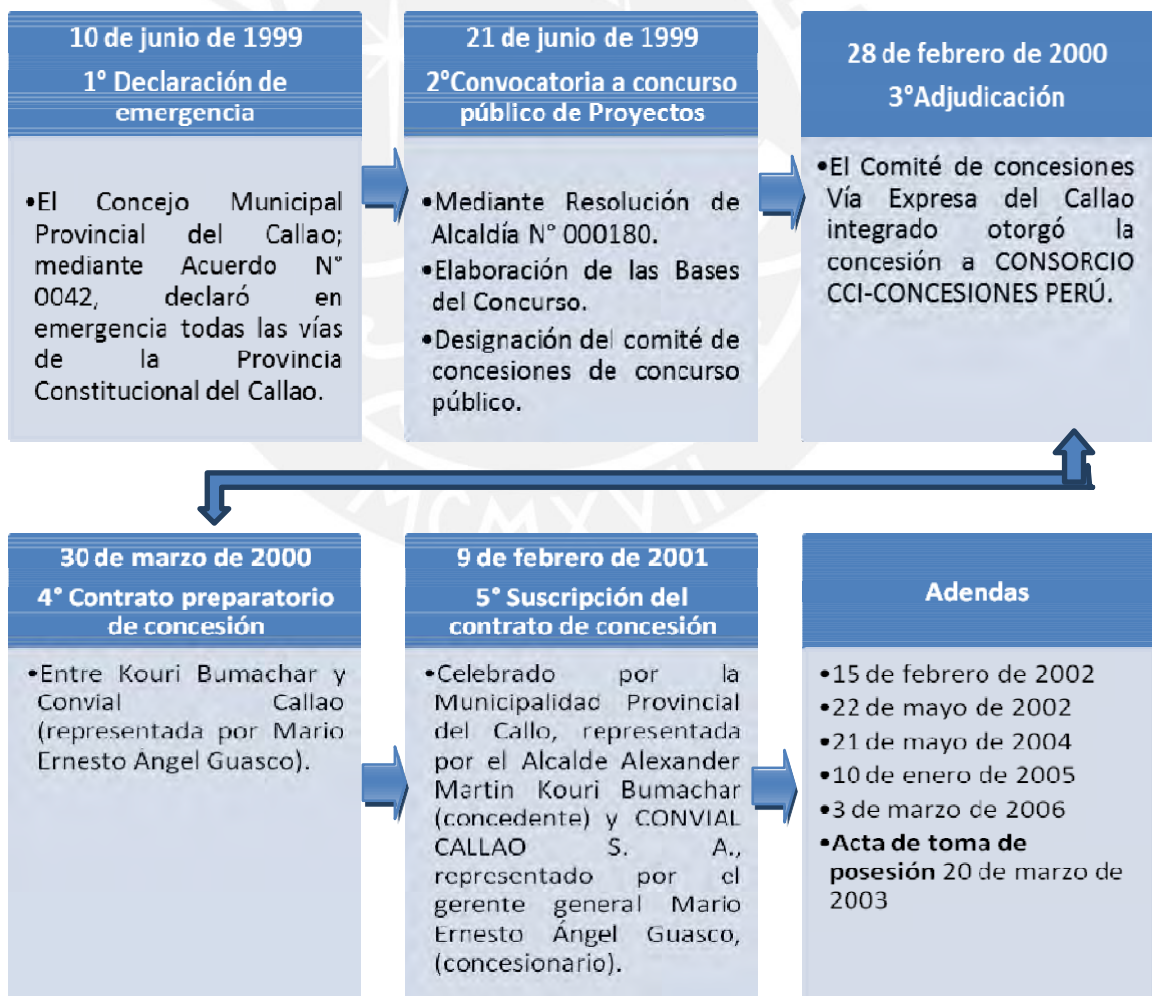 10 de junio de 1999
1° Declaración de
emergencia
•El Concejo Municipal
Provincial del Callao;
mediante Acuerdo N°
0042, declaró en
emergencia todas las vías
de la Provincia
Constitucional del Callao.
21 de junio de 1999
2°Convocatoria a concurso
público de Proyectos
•Mediante Resolución de
Alcaldía N° 000180.
•Elaboración de las Bases
del Concurso.
•Designación del comité de
concesiones de concurso
público.
28 de febrero de 2000
3°Adjudicación
•El Comité de concesiones
Vía Expresa del Callao
integrado otorgó la
concesión a CONSORCIO
CCI-CONCESIONES PERÚ.
MCMXVII
30 de marzo de 2000
4° Contrato preparatorio
de concesión
•Entre Kouri Bumachar y
Convial Callao
(representada por Mario
Ernesto Angel Guasco).
9 de febrero de 2001
5° Suscripción del
contrato de concesión
•Celebrado por la
Municipalidad Provincial
del Callo, representada
por el Alcalde Alexander
Martin Kouri Bumachar
(concedente) y CONVIAL
CALLAO S. A.,
representado por el
gerente general Mario
Ernesto Ángel Guasco,
(concesionario).
Adendas
•15 de febrero de 2002
•22 de mayo de 2002
•21 de mayo de 2004
•10 de enero de 2005
•3 de marzo de 2006
•Acta de toma de
posesión 20 de marzo de
2003